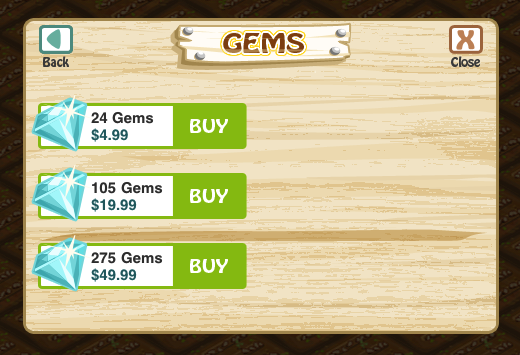 GEMS
Back
Close
24 Gems
$4.99
BUY
105 Gems
$19.99
BUY
275 Gems
$49.99
BUY